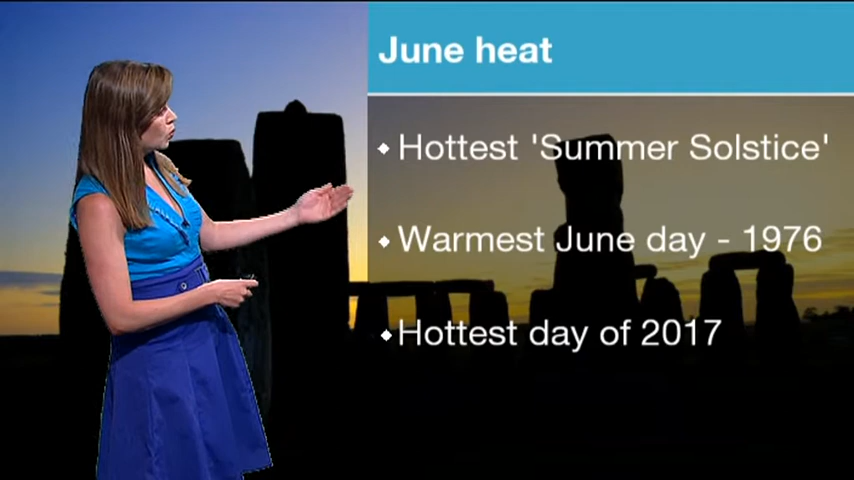 June heat
Hottest 'Summer Solstice'
Warmest June day - 1976
Hottest day of 2017